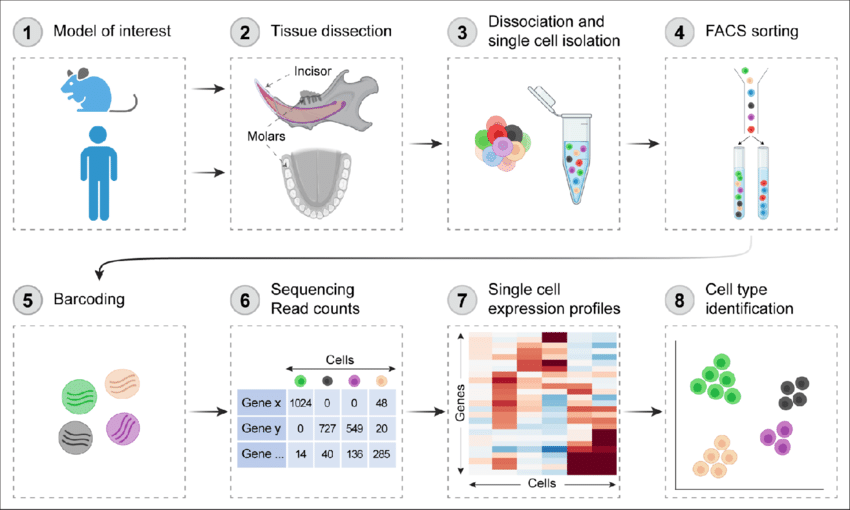 1 Model of interest
2 Tissue dissection
Incisor
Molars
3 Dissociation and
single cell isolation
4 FACS sorting
5 Barcoding
6 Sequencing
Read counts
Cells
Gene x 1024 0 0 48
Gene y 0 727 549 20
Gene ... 14 40 136 285
7 Single cell
expression profiles
Genes
Cells
8 Cell type
identification